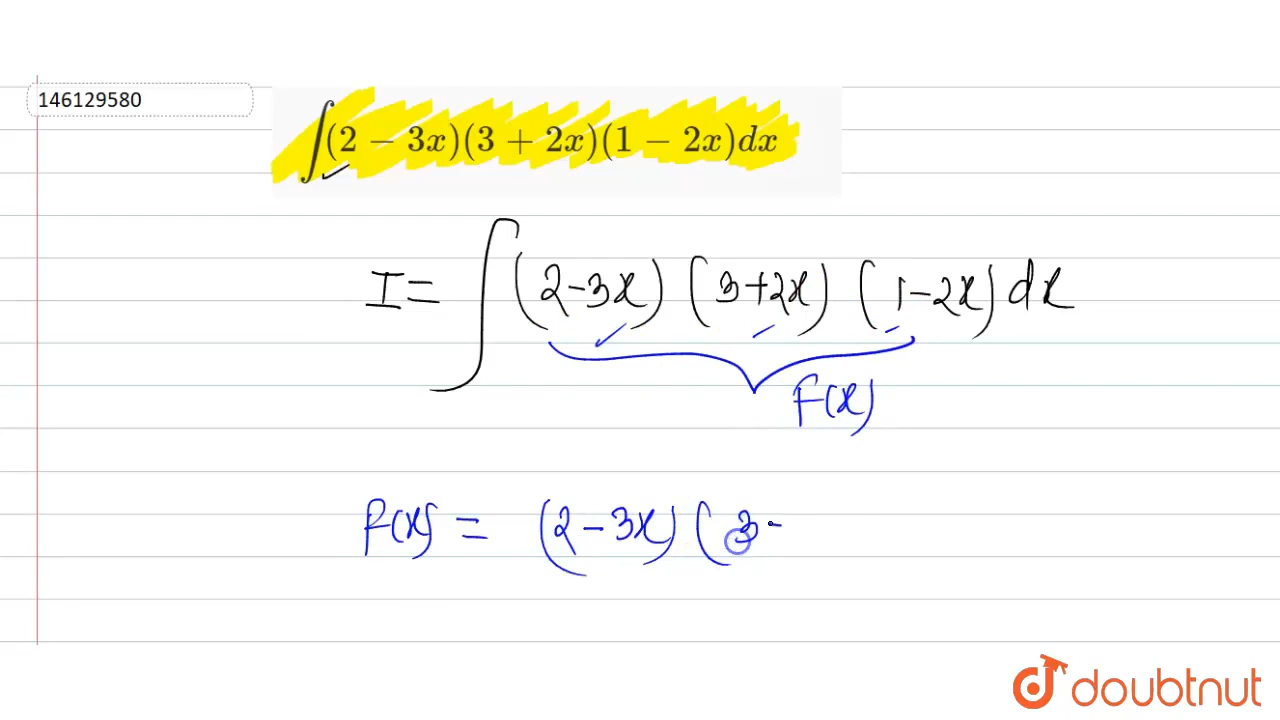 146129580
∫(2 − 3x)(3 + 2x)(1 − 2x)dx
I = ∫ (2-3x) (3+2x) (1-2x) dx
F(x)
F(x) = (2-3x) (3-
doubtnut